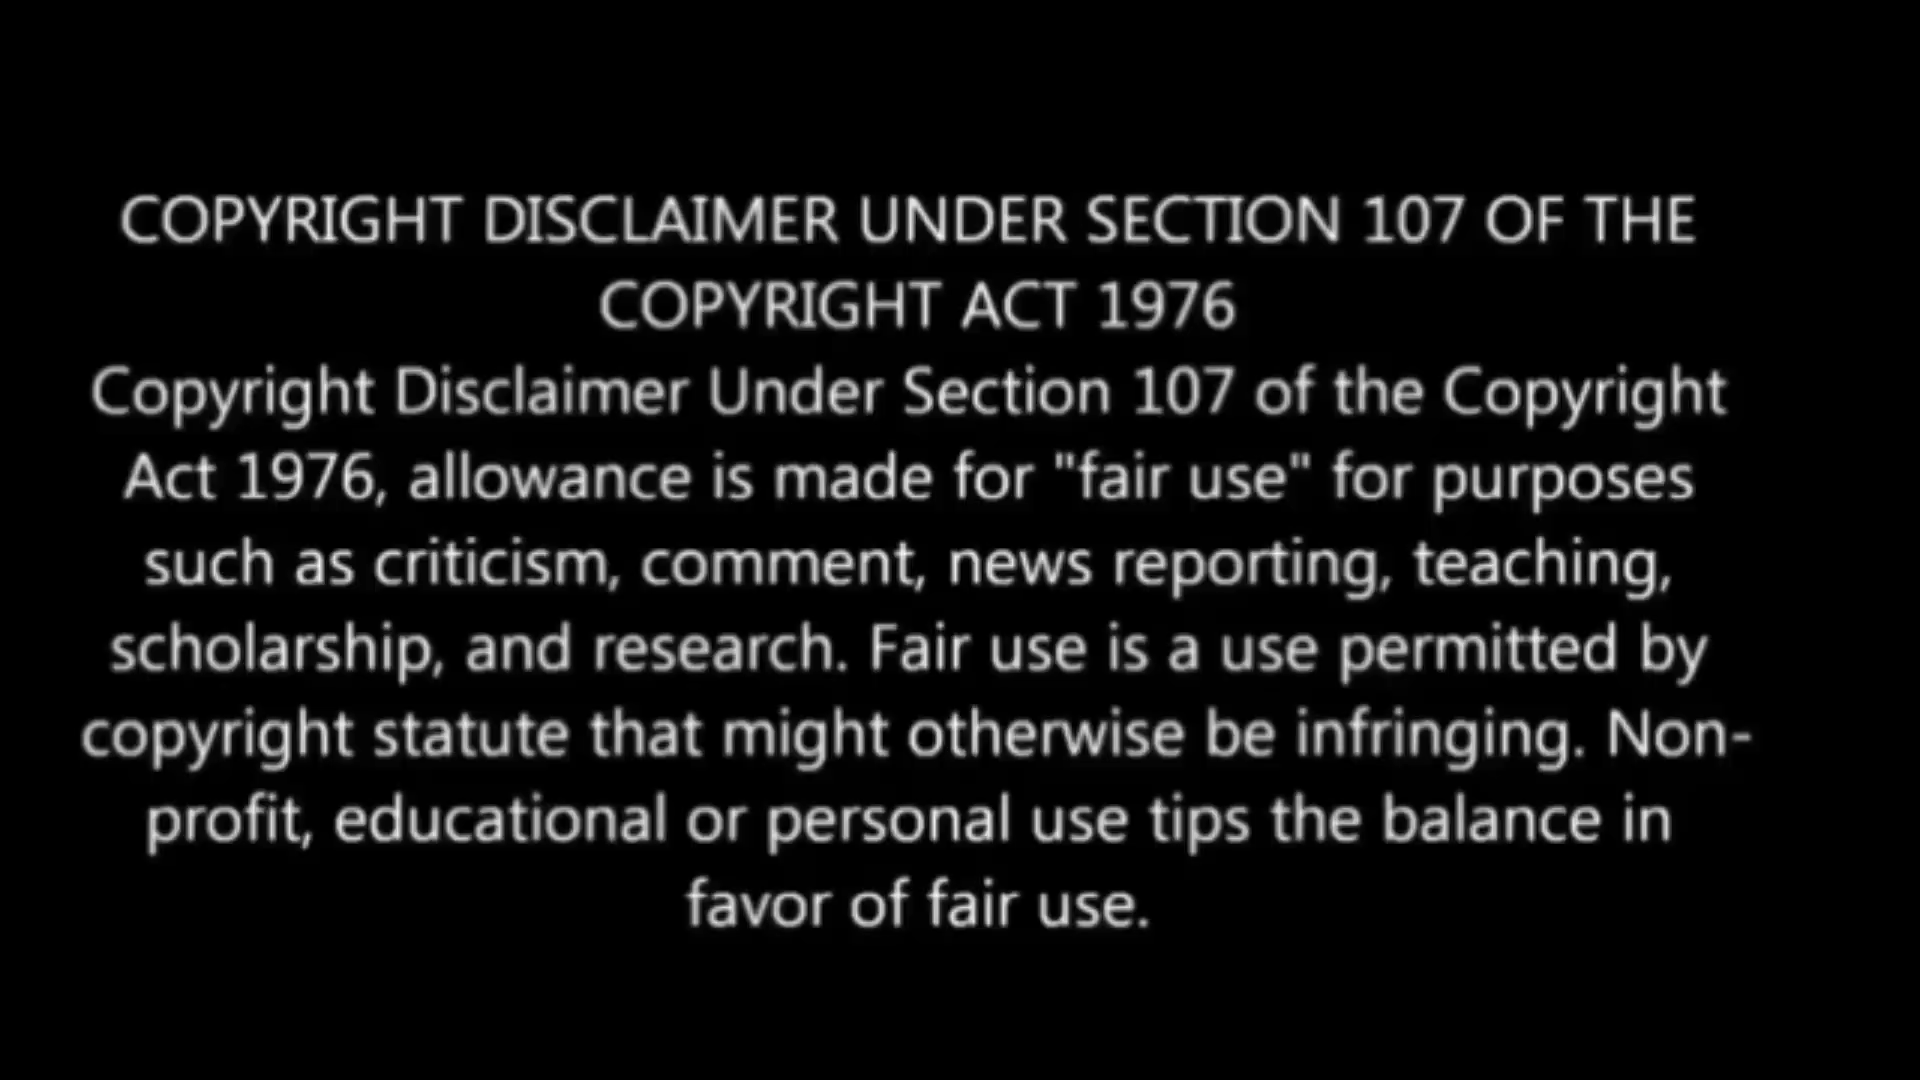 COPYRIGHT DISCLAIMER UNDER SECTION 107 OF THE
COPYRIGHT ACT 1976
Copyright Disclaimer Under Section 107 of the Copyright
Act 1976, allowance is made for "fair use" for purposes
such as criticism, comment, news reporting, teaching,
scholarship, and research. Fair use is a use permitted by
copyright statute that might otherwise be infringing. Non-
profit, educational or personal use tips the balance in
favor of fair use.